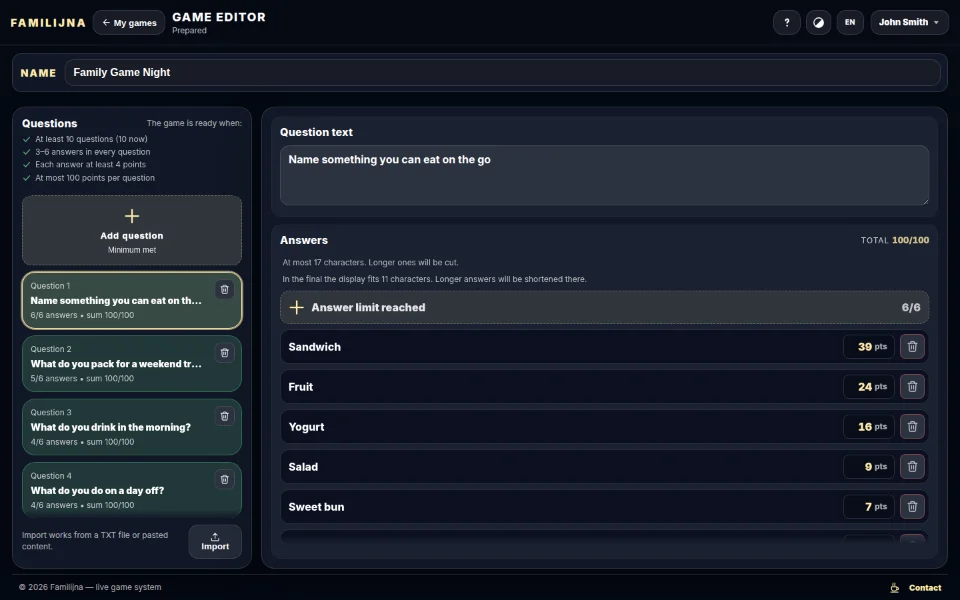 FAMILIJNA
← My games
GAME EDITOR
Prepared
?
EN
John Smith
NAME
Family Game Night
Questions
The game is ready when:
At least 10 questions (10 now)
3–6 answers in every question
Each answer at least 4 points
At most 100 points per question
Add question
Minimum met
Question 1
Name something you can eat on th...
6/6 answers • sum 100/100
Question 2
What do you pack for a weekend tr...
5/6 answers • sum 100/100
Question 3
What do you drink in the morning?
4/6 answers • sum 100/100
Question 4
What do you do on a day off?
4/6 answers • sum 100/100
Import works from a TXT file or pasted
content.
Import
Question text
Name something you can eat on the go
Answers
TOTAL 100/100
At most 17 characters. Longer ones will be cut.
In the final the display fits 11 characters. Longer answers will be shortened there.
Answer limit reached
6/6
Sandwich
39 pts
Fruit
24 pts
Yogurt
16 pts
Salad
9 pts
Sweet bun
7 pts
© 2026 Familijna — live game system
Contact